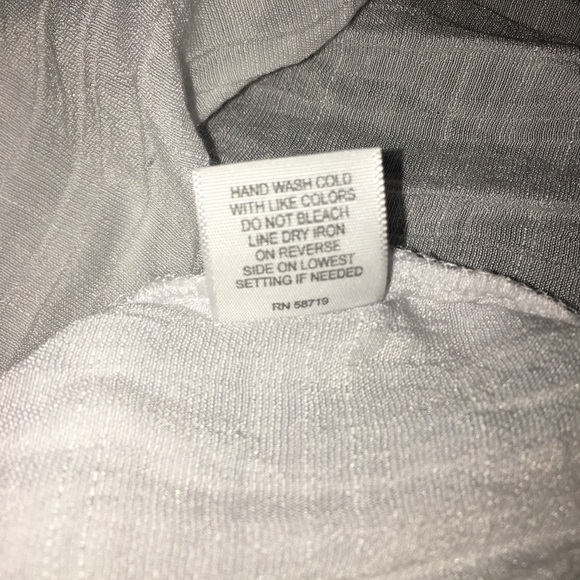 HAND WASH COLD
WITH LIKE COLORS
DO NOT BLEACH
LINE DRY IRON
ON REVERSE
SIDE ON LOWEST
SETTING IF NEEDED
RN 58719